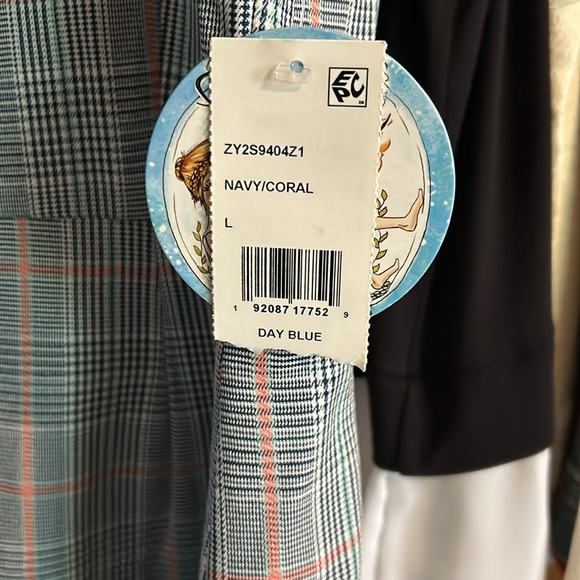 EPC
ZY2S9404Z1
NAVY/CORAL
L
1 92087 17752 9
DAY BLUE